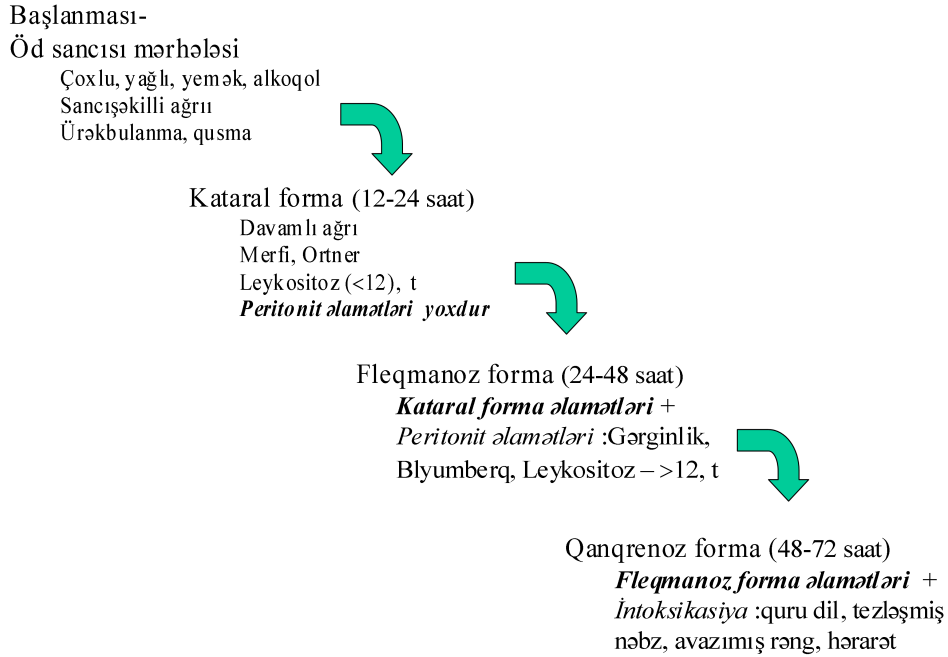 Başlanması-
Öd sancısı mərhələsi
Çoxlu, yağlı, yemək, alkoqol
Sancışəkilli ağrıı
Ürəkbulanma, qusma
Kataral forma (12-24 saat)
Davamlı ağrı
Merfi, Ortner
Leykositoz (<12), t
Peritonit əlamətləri yoxdur
Fleqmanoz forma (24-48 saat)
Kataral forma əlamətləri +
Peritonit əlamətləri :Gərginlik,
Blyumberq, Leykositoz – >12, t
Qanqrenoz forma (48-72 saat)
Fleqmanoz forma əlamətləri +
İntoksikasiya :quru dil, tezləşmiş
nəbz, avazımış rəng, hərarət